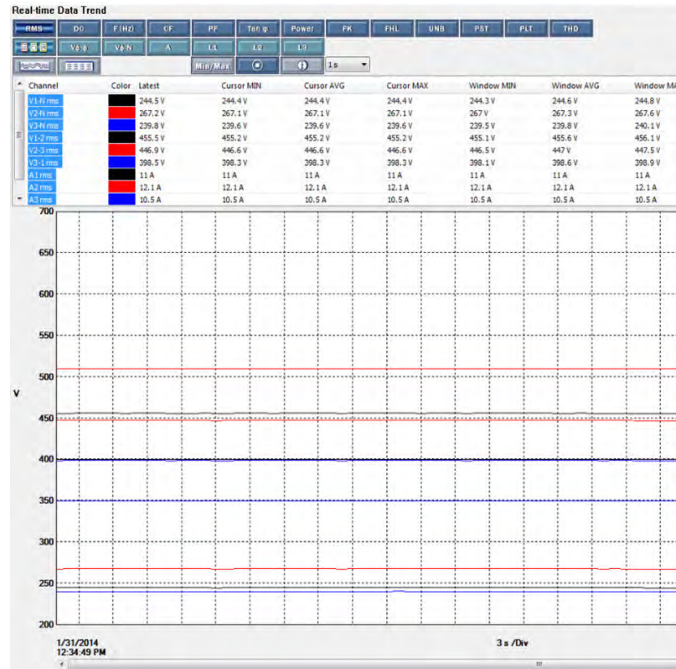 Real-time Data Trend
RMS DC F(Hz) CF PF Tan φ Power FK FHL UNB PST PLT THD
Vφ-φ Vφ-N A L1 L2 L3
Min/Max 1s
Channel Color Latest Cursor MIN Cursor AVG Cursor MAX Window MIN Window AVG Window MA
V1-N rms 244.5 V 244.4 V 244.4 V 244.4 V 244.3 V 244.6 V 244.8 V
V2-N rms 267.2 V 267.1 V 267.1 V 267.1 V 267 V 267.3 V 267.6 V
V3-N rms 239.8 V 239.6 V 239.6 V 239.6 V 239.5 V 239.8 V 240.1 V
V1-2 rms 455.5 V 455.2 V 455.2 V 455.2 V 455.1 V 455.6 V 456.1 V
V2-3 rms 446.9 V 446.6 V 446.6 V 446.6 V 446.5 V 447 V 447.5 V
V3-1 rms 398.5 V 398.3 V 398.3 V 398.3 V 398.1 V 398.6 V 398.9 V
A1 rms 11 A 11 A 11 A 11 A 11 A 11 A 11 A
A2 rms 12.1 A 12.1 A 12.1 A 12.1 A 12.1 A 12.1 A 12.1 A
A3 rms 10.5 A 10.5 A 10.5 A 10.5 A 10.5 A 10.5 A 10.5 A
700
650
600
550
500
V
450
400
350
300
250
200
1/31/2014
12:34:49 PM
3 s /Div